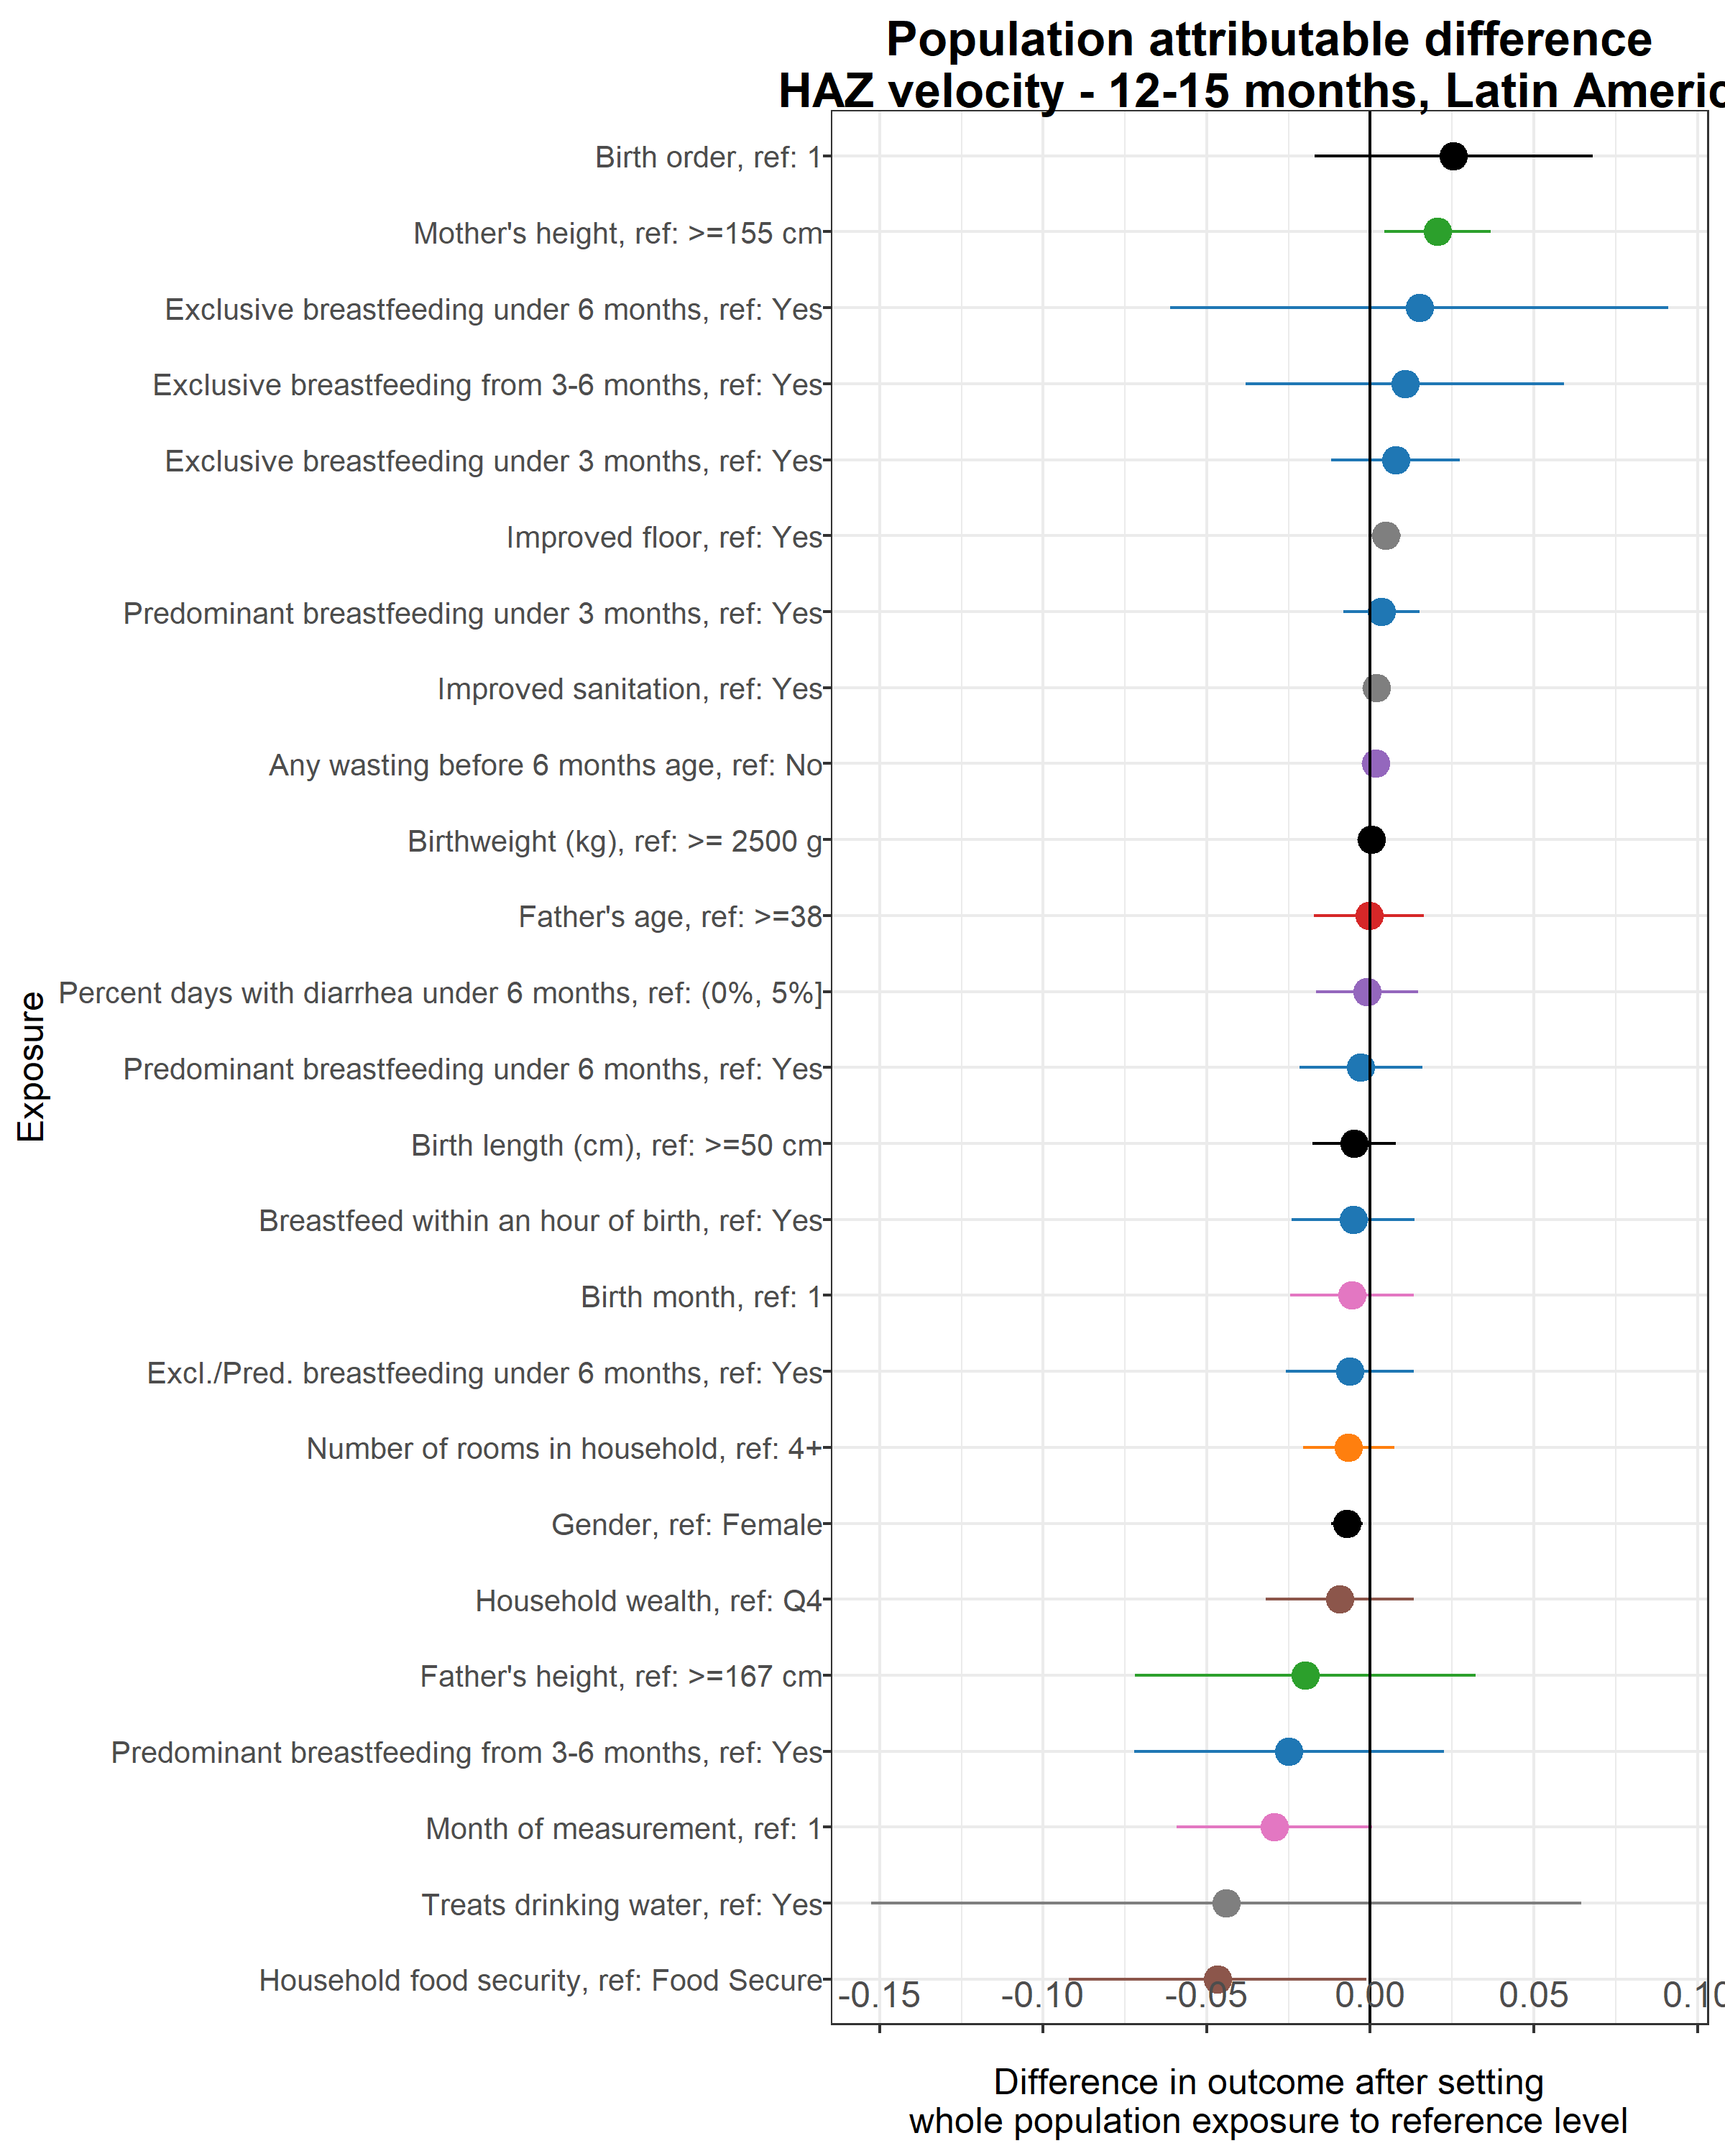 Population attributable difference
HAZ velocity - 12-15 months, Latin Americ
Birth order, ref: 1
Mother's height, ref: >=155 cm
Exclusive breastfeeding under 6 months, ref: Yes
Exclusive breastfeeding from 3-6 months, ref: Yes
Exclusive breastfeeding under 3 months, ref: Yes
Improved floor, ref: Yes
Predominant breastfeeding under 3 months, ref: Yes
Improved sanitation, ref: Yes
Any wasting before 6 months age, ref: No
Birthweight (kg), ref: >= 2500 g
Father's age, ref: >=38
Percent days with diarrhea under 6 months, ref: (0%, 5%]
Predominant breastfeeding under 6 months, ref: Yes
Birth length (cm), ref: >=50 cm
Breastfeed within an hour of birth, ref: Yes
Birth month, ref: 1
Excl./Pred. breastfeeding under 6 months, ref: Yes
Number of rooms in household, ref: 4+
Gender, ref: Female
Household wealth, ref: Q4
Father's height, ref: >=167 cm
Predominant breastfeeding from 3-6 months, ref: Yes
Month of measurement, ref: 1
Treats drinking water, ref: Yes
Household food security, ref: Food Secure
Exposure
-0.15 -0.10 -0.05 0.00 0.05 0.10
Difference in outcome after setting
whole population exposure to reference level